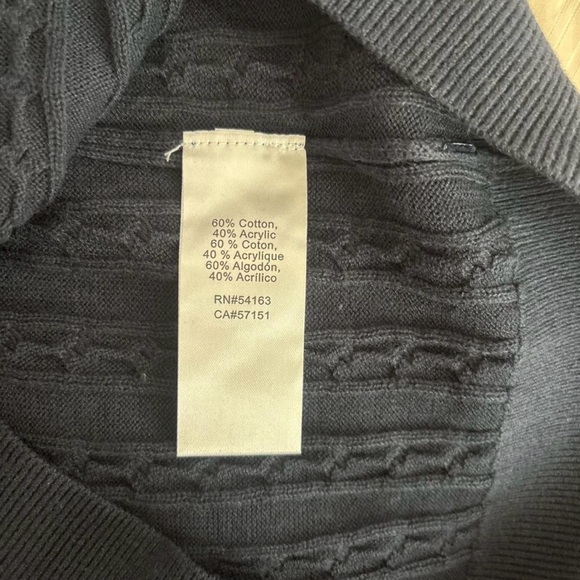 60% Cotton,
40% Acrylic
60 % Coton,
40 % Acrylique
60% Algodón,
40% Acrílico
RN#54163
CA#57151